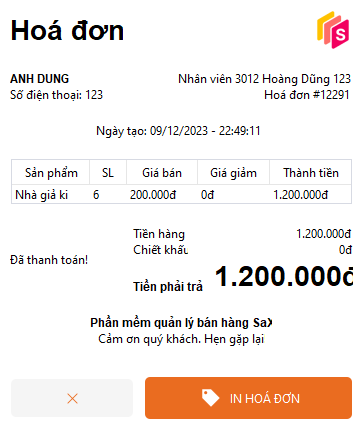 Hoá đơn
S
ANH DUNG
Nhân viên 3012 Hoàng Dũng 123
Số điện thoại: 123
Hoá đơn #12291
Ngày tạo: 09/12/2023 - 22:49:11
Sản phẩm SL Giá bán Giá giảm Thành tiền
Nhà giả ki 6 200.000đ 0đ 1.200.000đ
Tiền hàng 1.200.000đ
Chiết khấu 0đ
Đã thanh toán!
Tiền phải trả 1.200.000đ
Phần mềm quản lý bán hàng SaX
Cảm ơn quý khách. Hẹn gặp lại
IN HOÁ ĐƠN